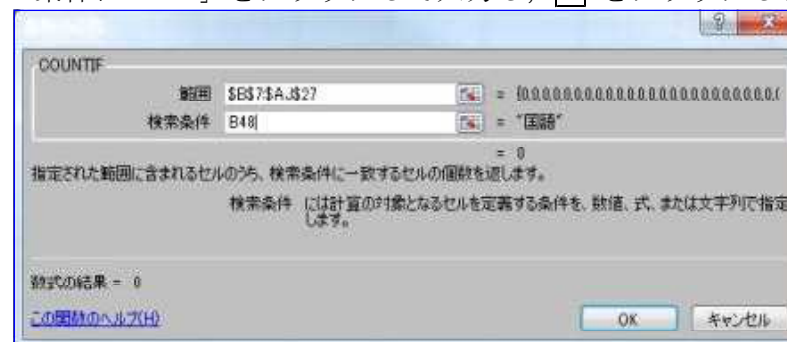 COUNTIF
範囲 $B$7:$AJ$27 = {0,0,0,0,0,0,0,0,0,0,0,0,0,0,0,0,0,0,0,0,0,0,0,0,(
検索条件 B48 = "国語"
= 0
指定された範囲に含まれるセルのうち、検索条件に一致するセルの個数を返します。
検索条件 には計算の対象となるセルを定義する条件を、数値、式、または文字列で指定
します。
数式の結果 = 0
この関数のヘルプ(H)
OK キャンセル